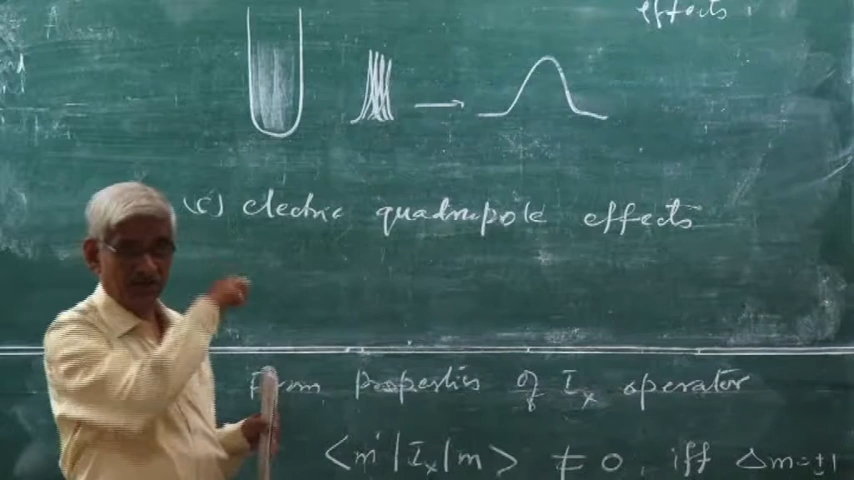 effects.
(c) electric quadrupole effects
From properties of Ix operator
<m'|Ix|m> ≠ 0, iff Δm=±1